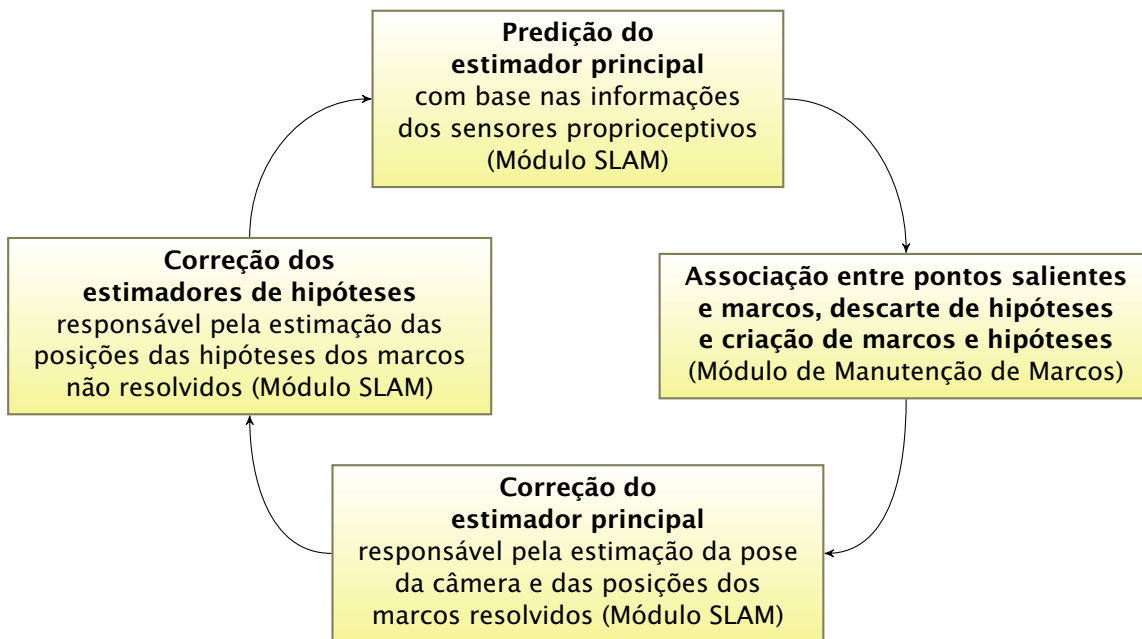 Predição do
estimador principal
com base nas informações
dos sensores proprioceptivos
(Módulo SLAM)
Associação entre pontos salientes
e marcos, descarte de hipóteses
e criação de marcos e hipóteses
(Módulo de Manutenção de Marcos)
Correção do
estimador principal
responsável pela estimação da pose
da câmera e das posições dos
marcos resolvidos (Módulo SLAM)
Correção dos
estimadores de hipóteses
responsável pela estimação das
posições das hipóteses dos marcos
não resolvidos (Módulo SLAM)